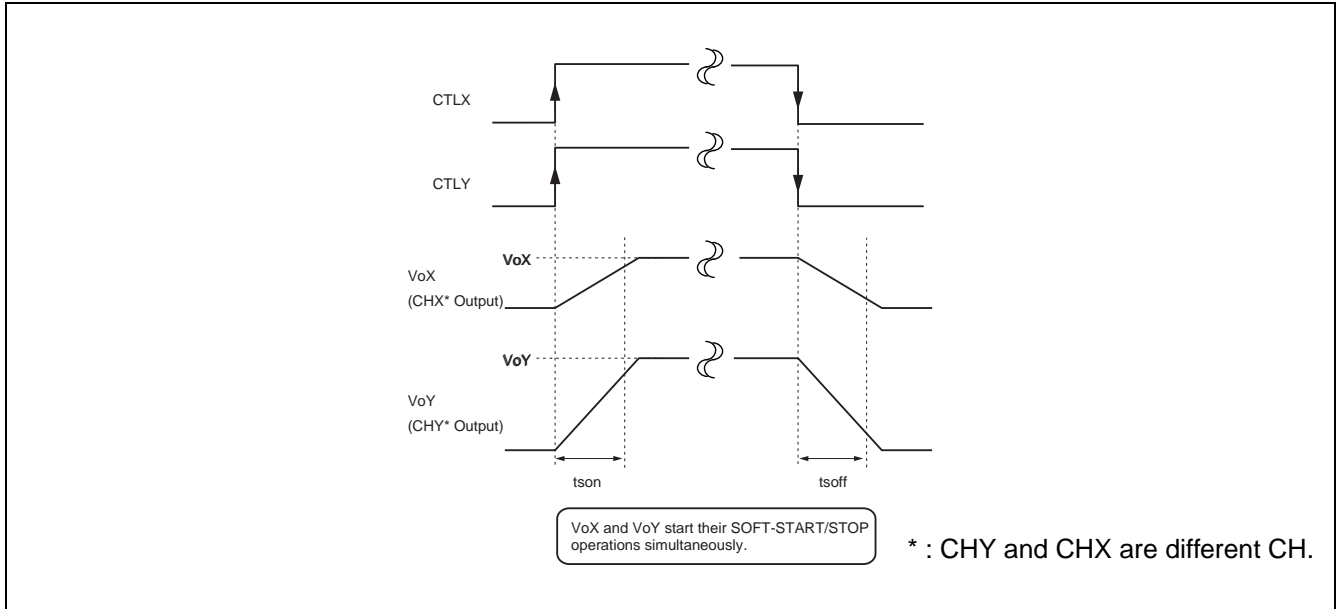 CTLX
CTLY
VoX
VoX
(CHX* Output)
VoY
VoY
(CHY* Output)
tson
tsoff
VoX and VoY start their SOFT-START/STOP
operations simultaneously.
* : CHY and CHX are different CH.